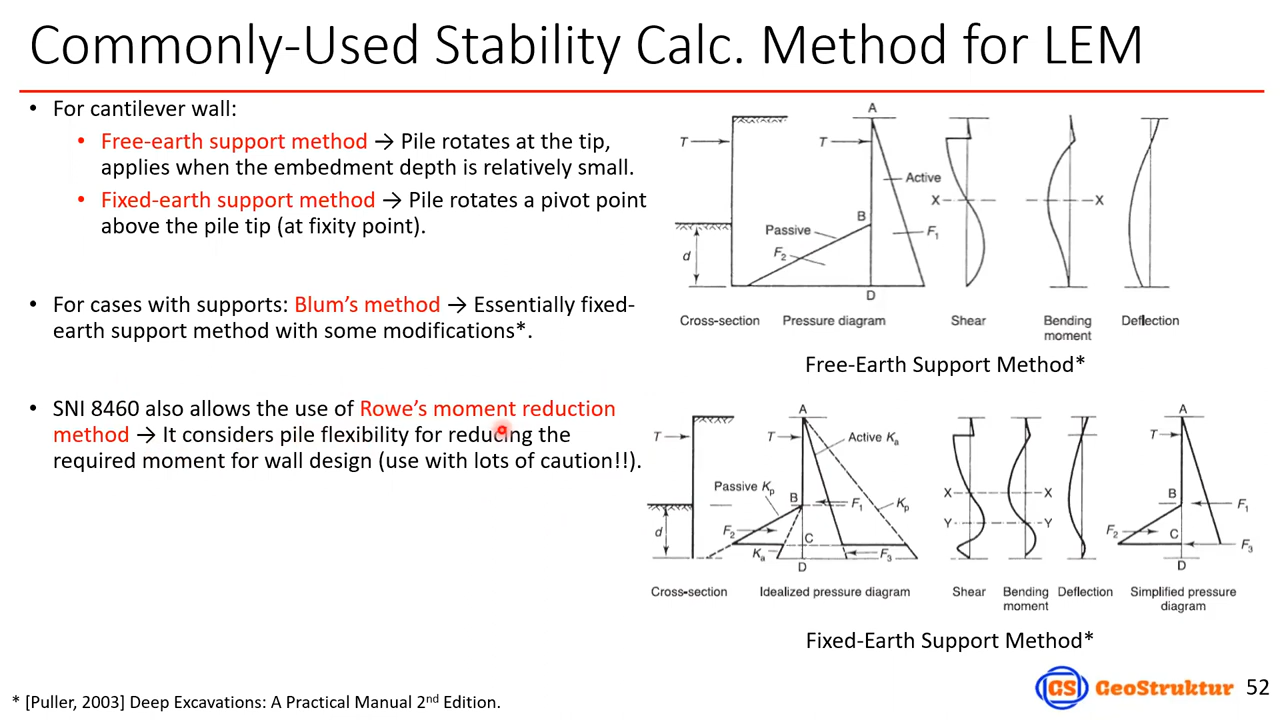 Commonly-Used Stability Calc. Method for LEM
• For cantilever wall:
• Free-earth support method → Pile rotates at the tip,
applies when the embedment depth is relatively small.
• Fixed-earth support method → Pile rotates a pivot point
above the pile tip (at fixity point).
• For cases with supports: Blum's method → Essentially fixed-
earth support method with some modifications*.
• SNI 8460 also allows the use of Rowe's moment reduction
method → It considers pile flexibility for reducing the
required moment for wall design (use with lots of caution!!).
A
T
T
Active
X
X
B
Passive
F₁
F₂
d
D
Cross-section
Pressure diagram
Shear
Bending
moment
Deflection
Free-Earth Support Method*
A
A
T
T
Active Kₐ
T
Passive Kₚ
B
X
X
B
F₁
Kₚ
F₁
d
F₂
C
Y
Y
F₂
C
Kₐ
F₃
F₃
D
D
Cross-section
Idealized pressure diagram
Shear
Bending
moment
Deflection
Simplified pressure
diagram
Fixed-Earth Support Method*
* [Puller, 2003] Deep Excavations: A Practical Manual 2nd Edition.
GS
GeoStruktur
52